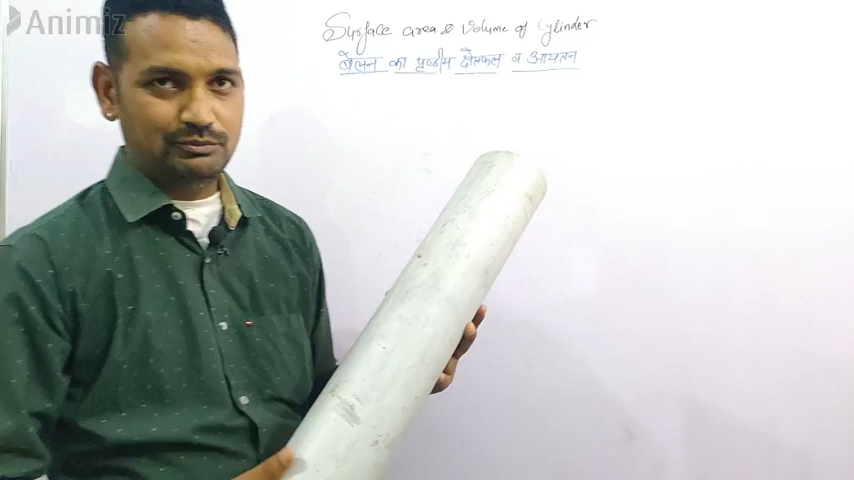 Animiz
Surface area & Volume of Cylinder
बेलन का पृष्ठीय क्षेत्रफल व आयतन